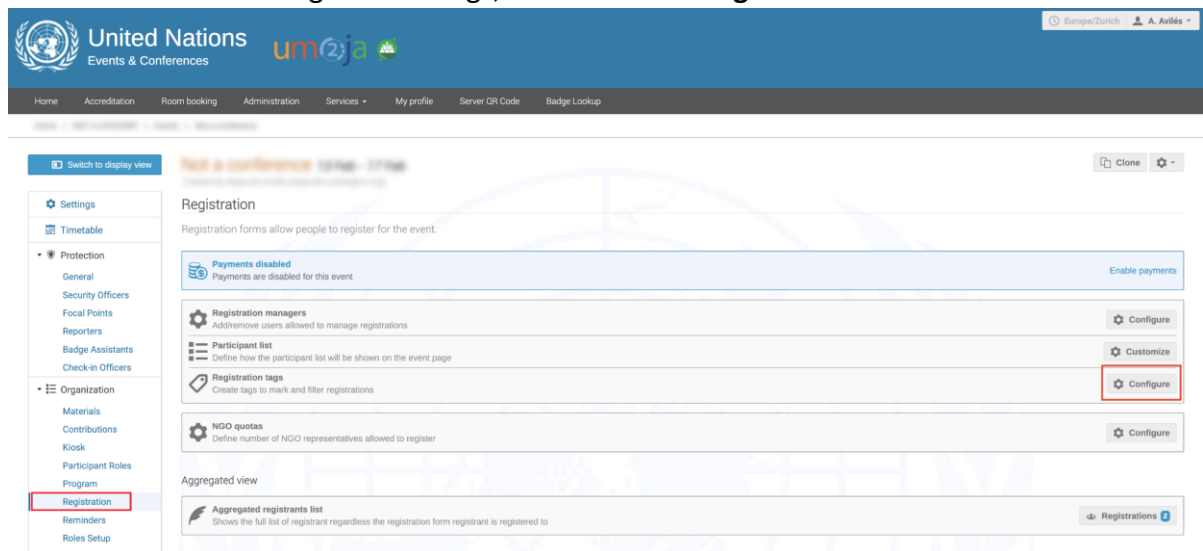 United Nations
Events & Conferences
umoja
Europe/Zurich A. Avilés
Home Accreditation Room booking Administration Services My profile Server QR Code Badge Lookup
Switch to display view
Not a conference 13 Feb - 17 Feb
Clone
Settings
Timetable
Protection
General
Security Officers
Focal Points
Reporters
Badge Assistants
Check-in Officers
Organization
Materials
Contributions
Kiosk
Participant Roles
Program
Registration
Reminders
Roles Setup
Registration
Registration forms allow people to register for the event.
Payments disabled
Payments are disabled for this event
Enable payments
Registration managers
Add/remove users allowed to manage registrations
Configure
Participant list
Define how the participant list will be shown on the event page
Customize
Registration tags
Create tags to mark and filter registrations
Configure
NGO quotas
Define number of NGO representatives allowed to register
Configure
Aggregated view
Aggregated registrants list
Shows the full list of registrant regardless the registration form registrant is registered to
Registrations 2